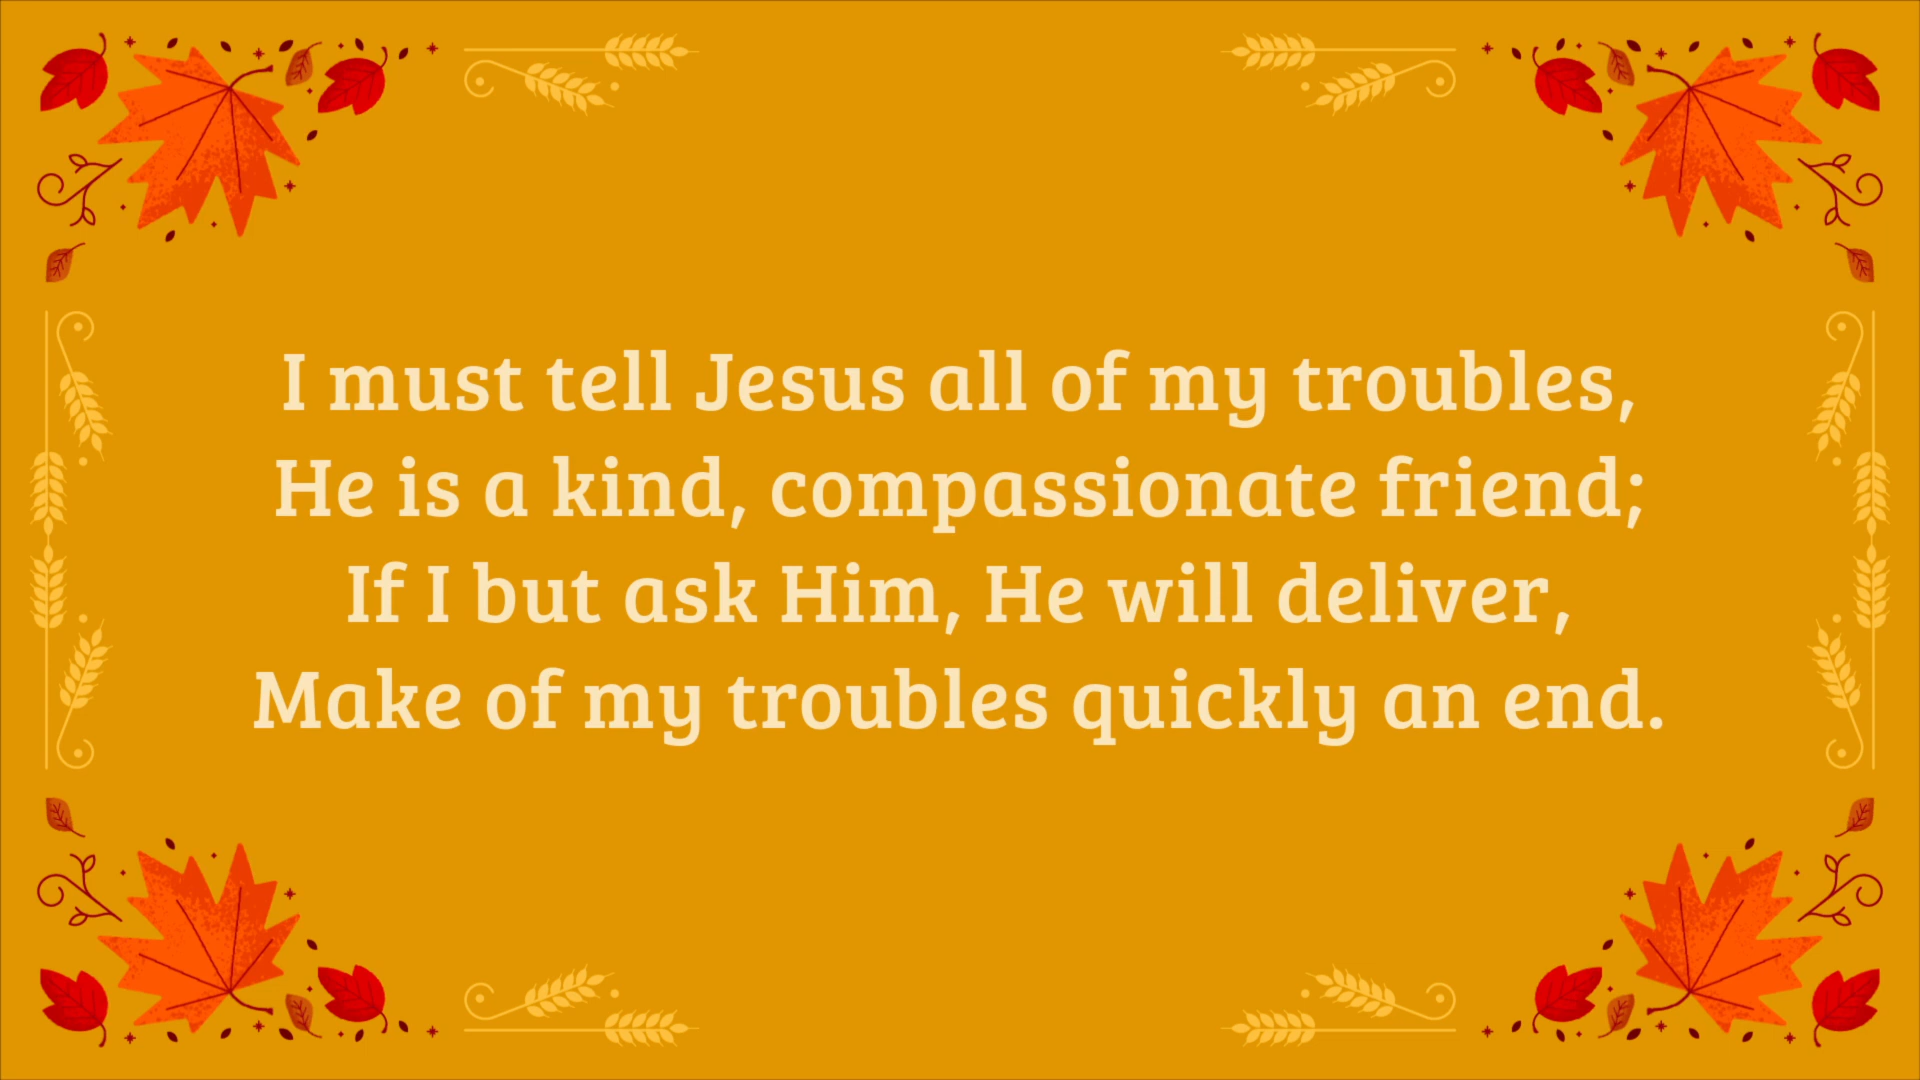 I must tell Jesus all of my troubles,
He is a kind, compassionate friend;
If I but ask Him, He will deliver,
Make of my troubles quickly an end.